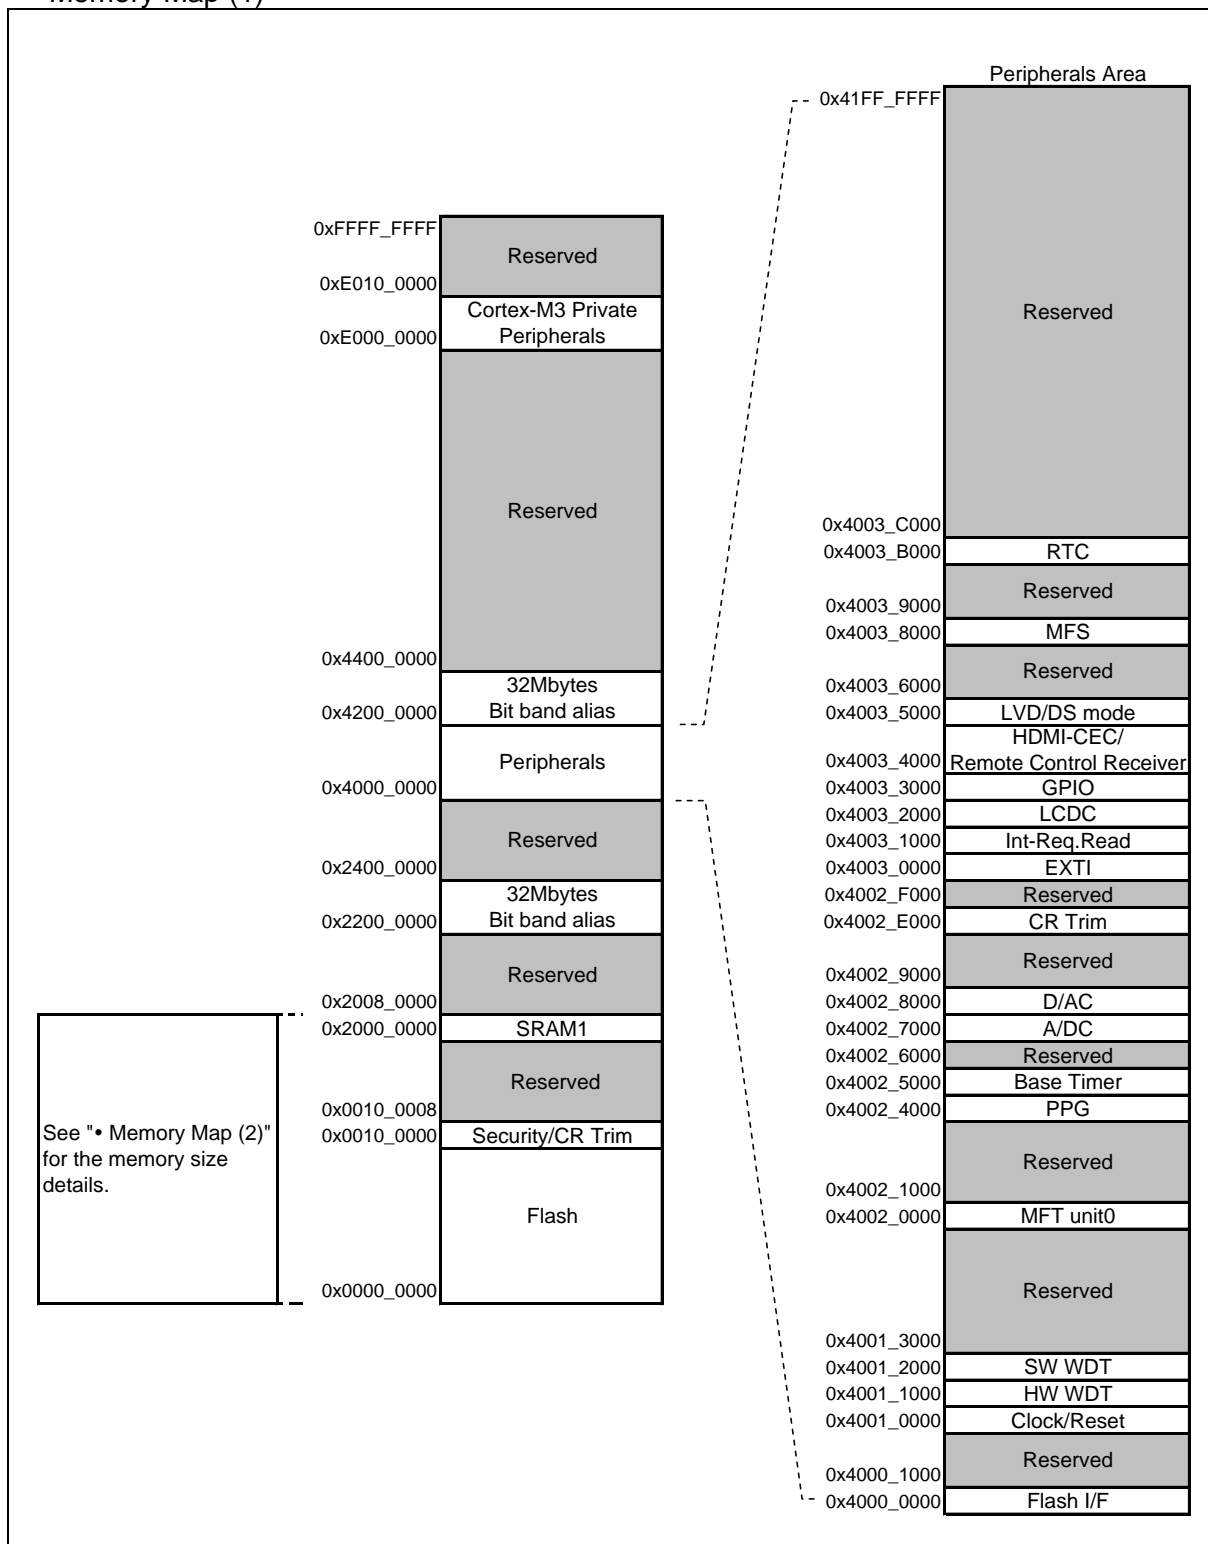 Memory Map (1)
0xFFFF_FFFF
Reserved
0xE010_0000
Cortex-M3 Private
Peripherals
0xE000_0000
Reserved
0x4400_0000
32Mbytes
Bit band alias
0x4200_0000
Peripherals
0x4000_0000
Reserved
0x2400_0000
32Mbytes
Bit band alias
0x2200_0000
Reserved
0x2008_0000
0x2000_0000 SRAM1
Reserved
0x0010_0008
0x0010_0000 Security/CR Trim
Flash
0x0000_0000
See "• Memory Map (2)"
for the memory size
details.
Peripherals Area
0x41FF_FFFF
Reserved
0x4003_C000
0x4003_B000 RTC
Reserved
0x4003_9000
0x4003_8000 MFS
Reserved
0x4003_6000
0x4003_5000 LVD/DS mode
HDMI-CEC/
0x4003_4000 Remote Control Receiver
0x4003_3000 GPIO
0x4003_2000 LCDC
0x4003_1000 Int-Req.Read
0x4003_0000 EXTI
0x4002_F000 Reserved
0x4002_E000 CR Trim
Reserved
0x4002_9000
0x4002_8000 D/AC
0x4002_7000 A/DC
0x4002_6000 Reserved
0x4002_5000 Base Timer
0x4002_4000 PPG
Reserved
0x4002_1000
0x4002_0000 MFT unit0
Reserved
0x4001_3000
0x4001_2000 SW WDT
0x4001_1000 HW WDT
0x4001_0000 Clock/Reset
Reserved
0x4000_1000
0x4000_0000 Flash I/F